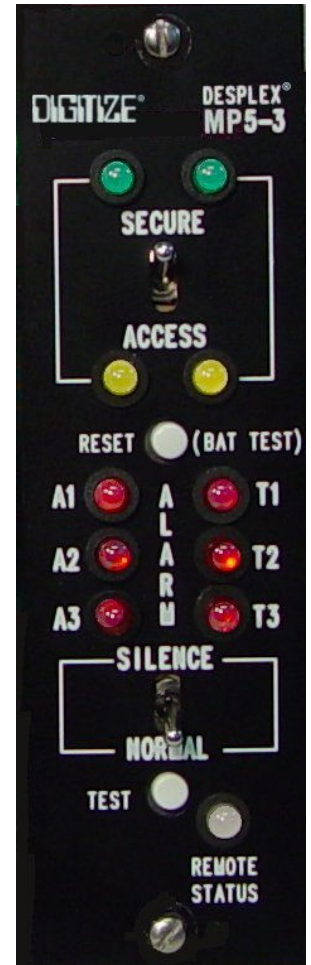 DIGITIZE®
DESPLEX®
MP5-3
SECURE
ACCESS
RESET (BAT TEST)
A1 T1
A2 T2
A3 T3
ALARM
SILENCE
NORMAL
TEST
REMOTE
STATUS